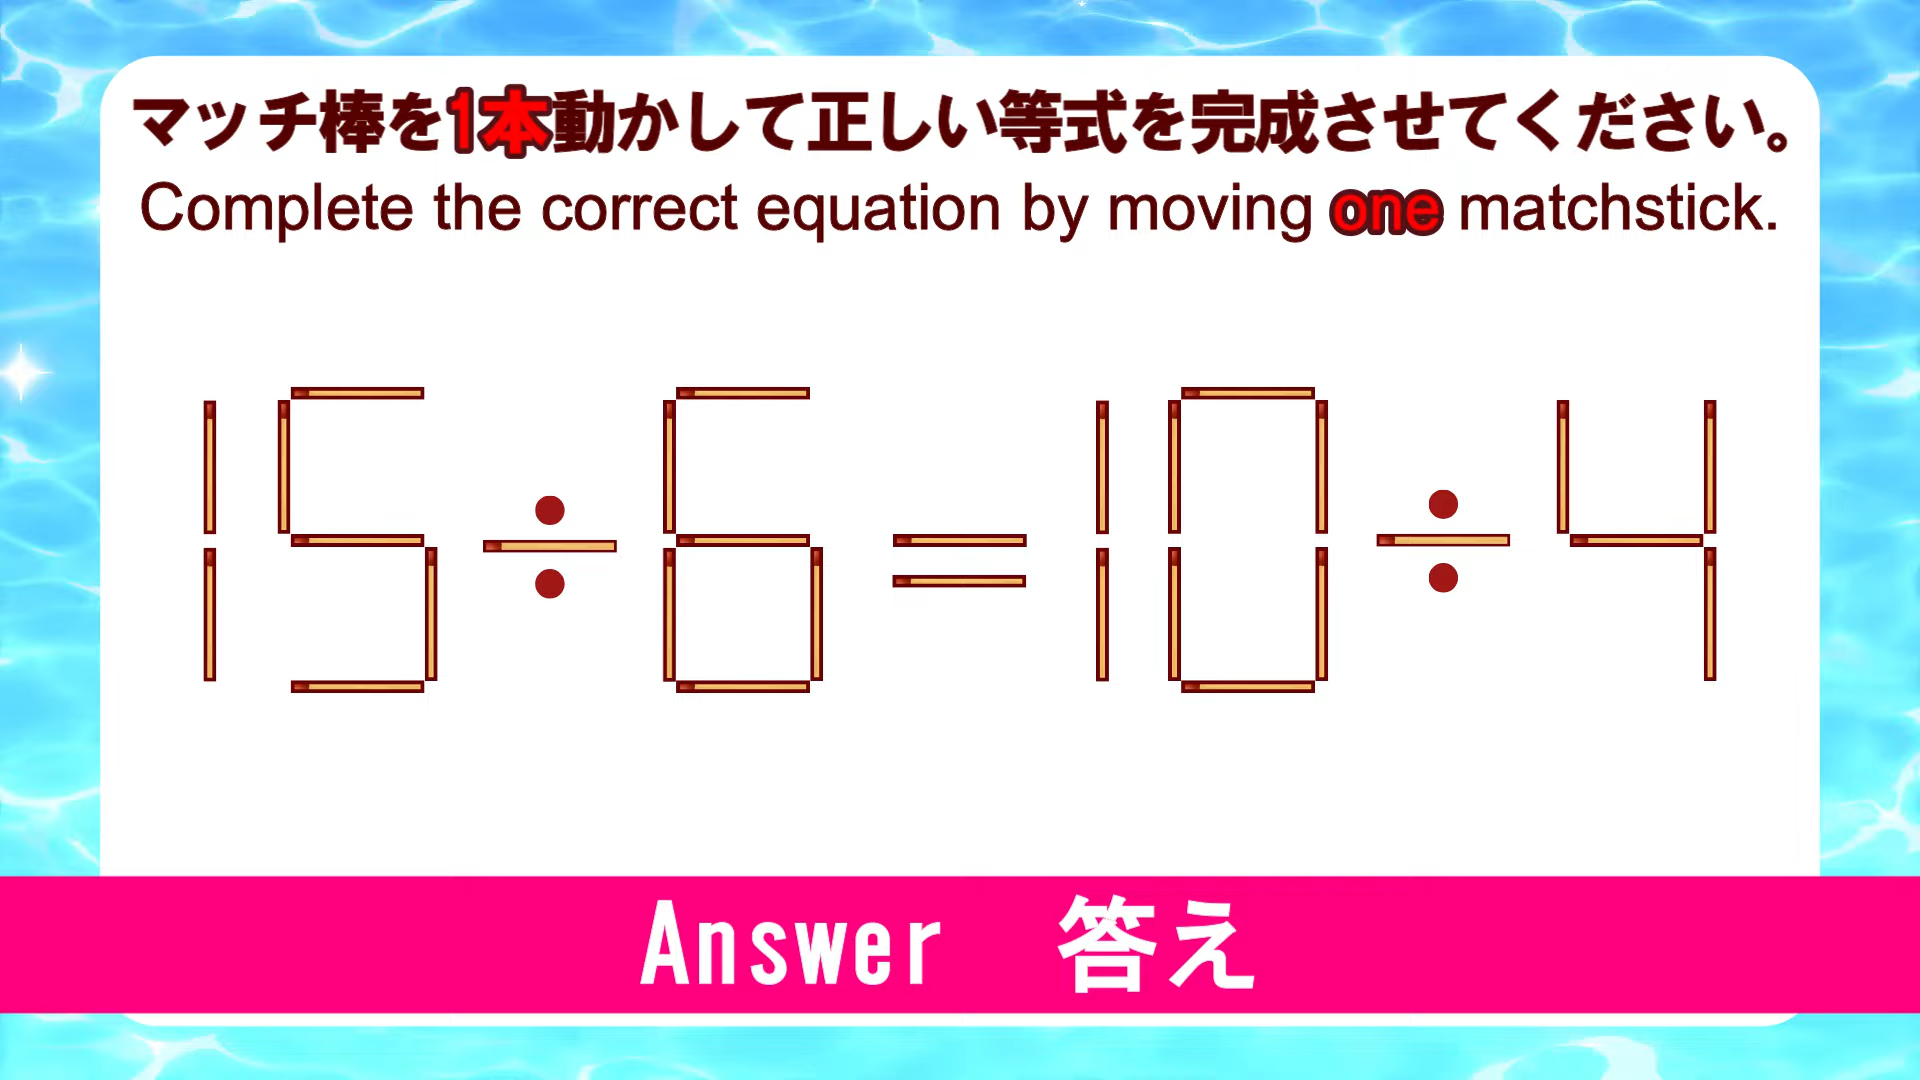 マッチ棒を1本動かして正しい等式を完成させてください。
Complete the correct equation by moving one matchstick.
15÷6=10÷4
Answer 答え